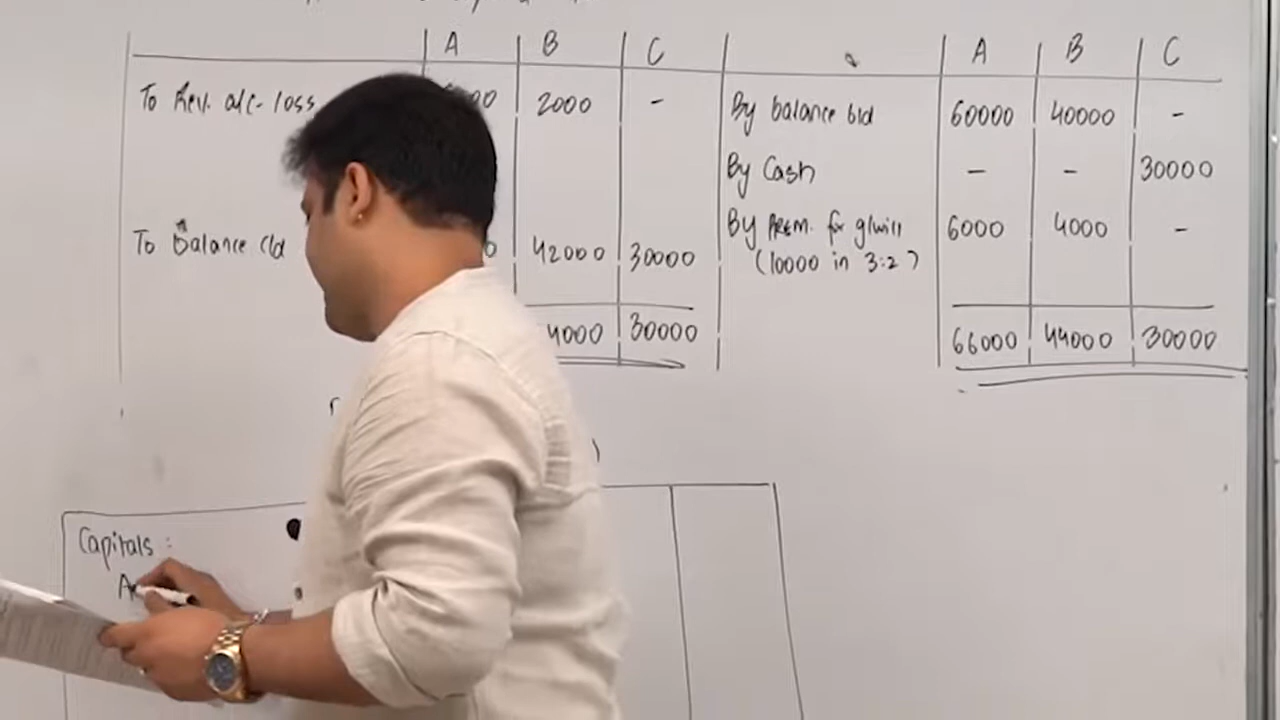 A B C A B C
To Rev. a/c - loss 2000 - By balance b/d 60000 40000 -
By Cash - - 30000
To Balance c/d 42000 30000 By Prem. for g/will 6000 4000 -
(10000 in 3:2)
4000 30000 66000 44000 30000
Capitals :
A